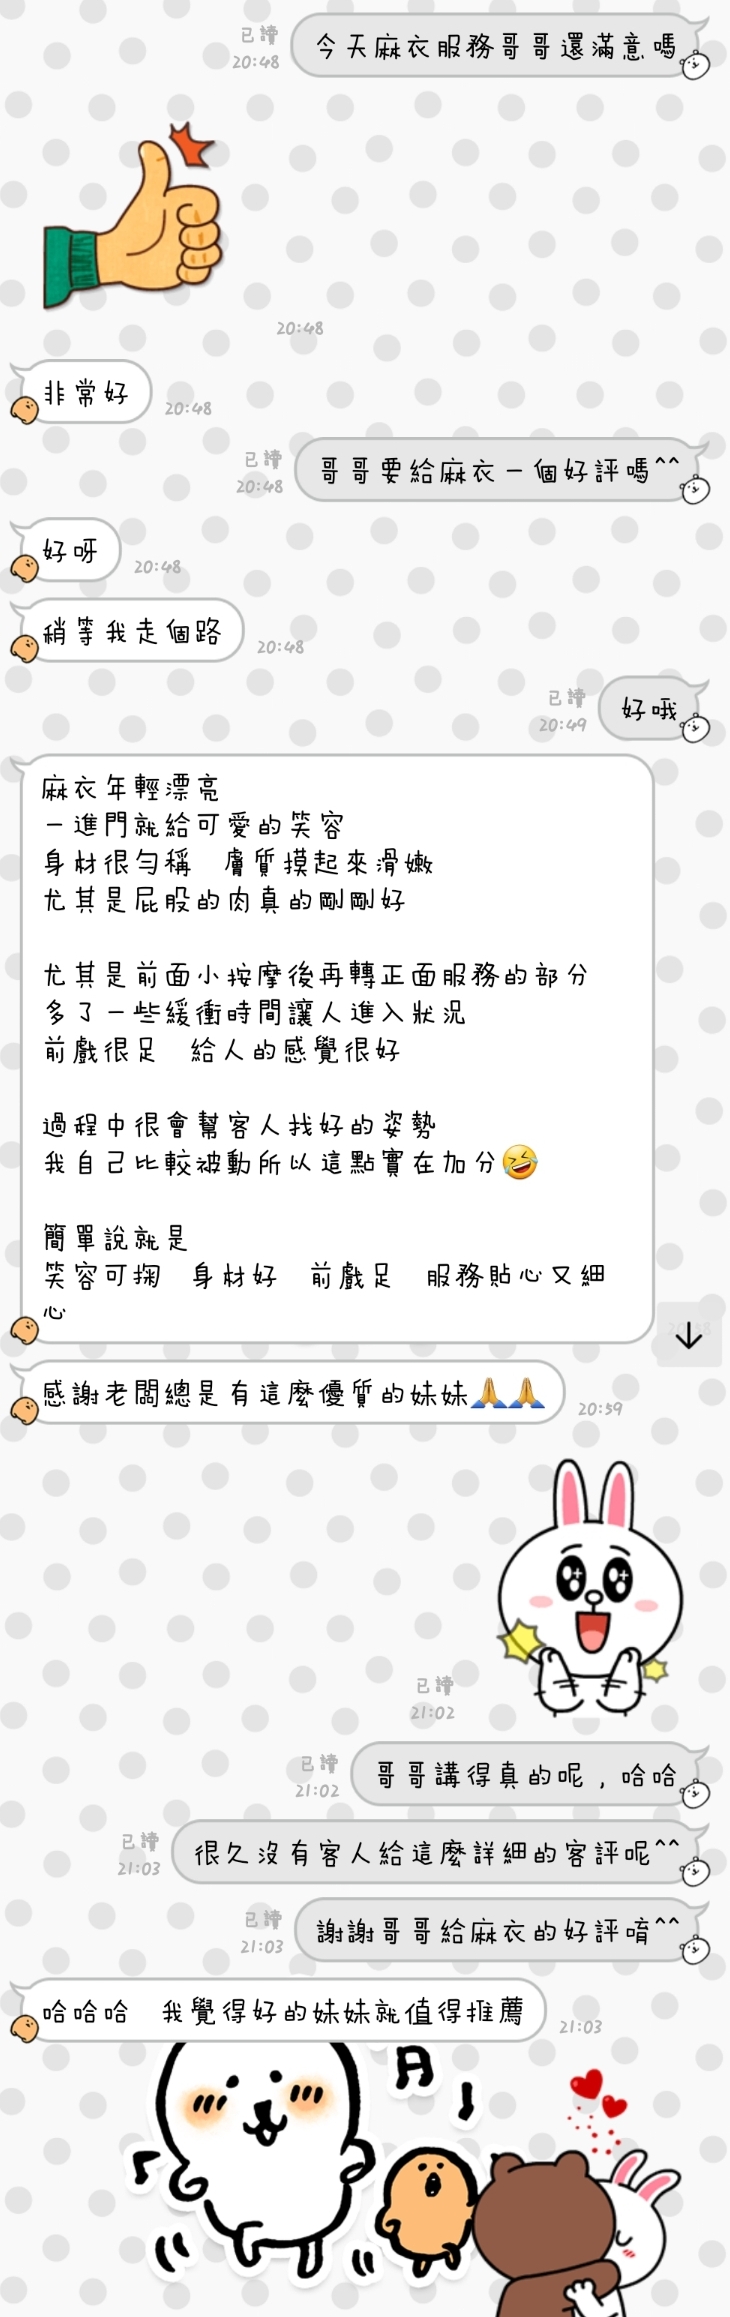 今天麻衣服務哥哥還滿意嗎
已讀
20:48
20:48
非常好
20:48
哥哥要給麻衣一個好評嗎^^
已讀
20:48
好呀
20:48
稍等我走個路
20:48
好哦
已讀
20:49
麻衣年輕漂亮
一進門就給可愛的笑容
身材很勻稱 膚質摸起來滑嫩
尤其是屁股的肉真的剛剛好
尤其是前面小按摩後再轉正面服務的部分
多了一些緩衝時間讓人進入狀況
前戲很足 給人的感覺很好
過程中很會幫客人找好的姿勢
我自己比較被動所以這點實在加分🤣
簡單說就是
笑容可掬 身材好 前戲足 服務貼心又細
心
感謝老闆總是有這麼優質的妹妹🙏🙏
20:59
已讀
21:02
哥哥講得真的呢，哈哈
已讀
21:02
很久沒有客人給這麼詳細的客評呢^^
已讀
21:03
謝謝哥哥給麻衣的好評唷^^
已讀
21:03
哈哈哈 我覺得好的妹妹就值得推薦
21:03